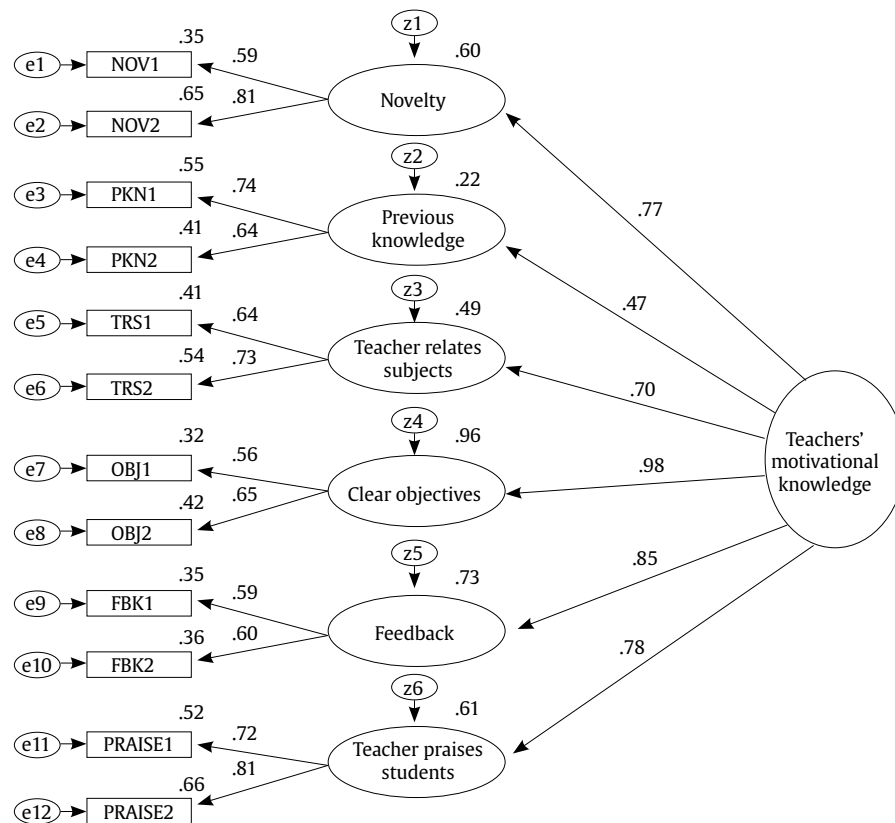 z1
.35
.60
e1
NOV1
.59
Novelty
.65
.81
e2
NOV2
z2
.55
.22
e3
PKN1
.74
.77
Previous
knowledge
.41
.64
e4
PKN2
z3
.47
.41
.49
e5
TRS1
.64
Teacher relates
subjects
.54
.73
e6
TRS2
.70
z4
.32
.96
Teachers'
motivational
knowledge
e7
OBJ1
.56
.98
Clear objectives
.42
.65
e8
OBJ2
z5
.35
.73
.85
e9
FBK1
.59
Feedback
.36
.60
e10
FBK2
.78
z6
.52
.61
e11
PRAISE1
.72
Teacher praises
students
.66
.81
e12
PRAISE2